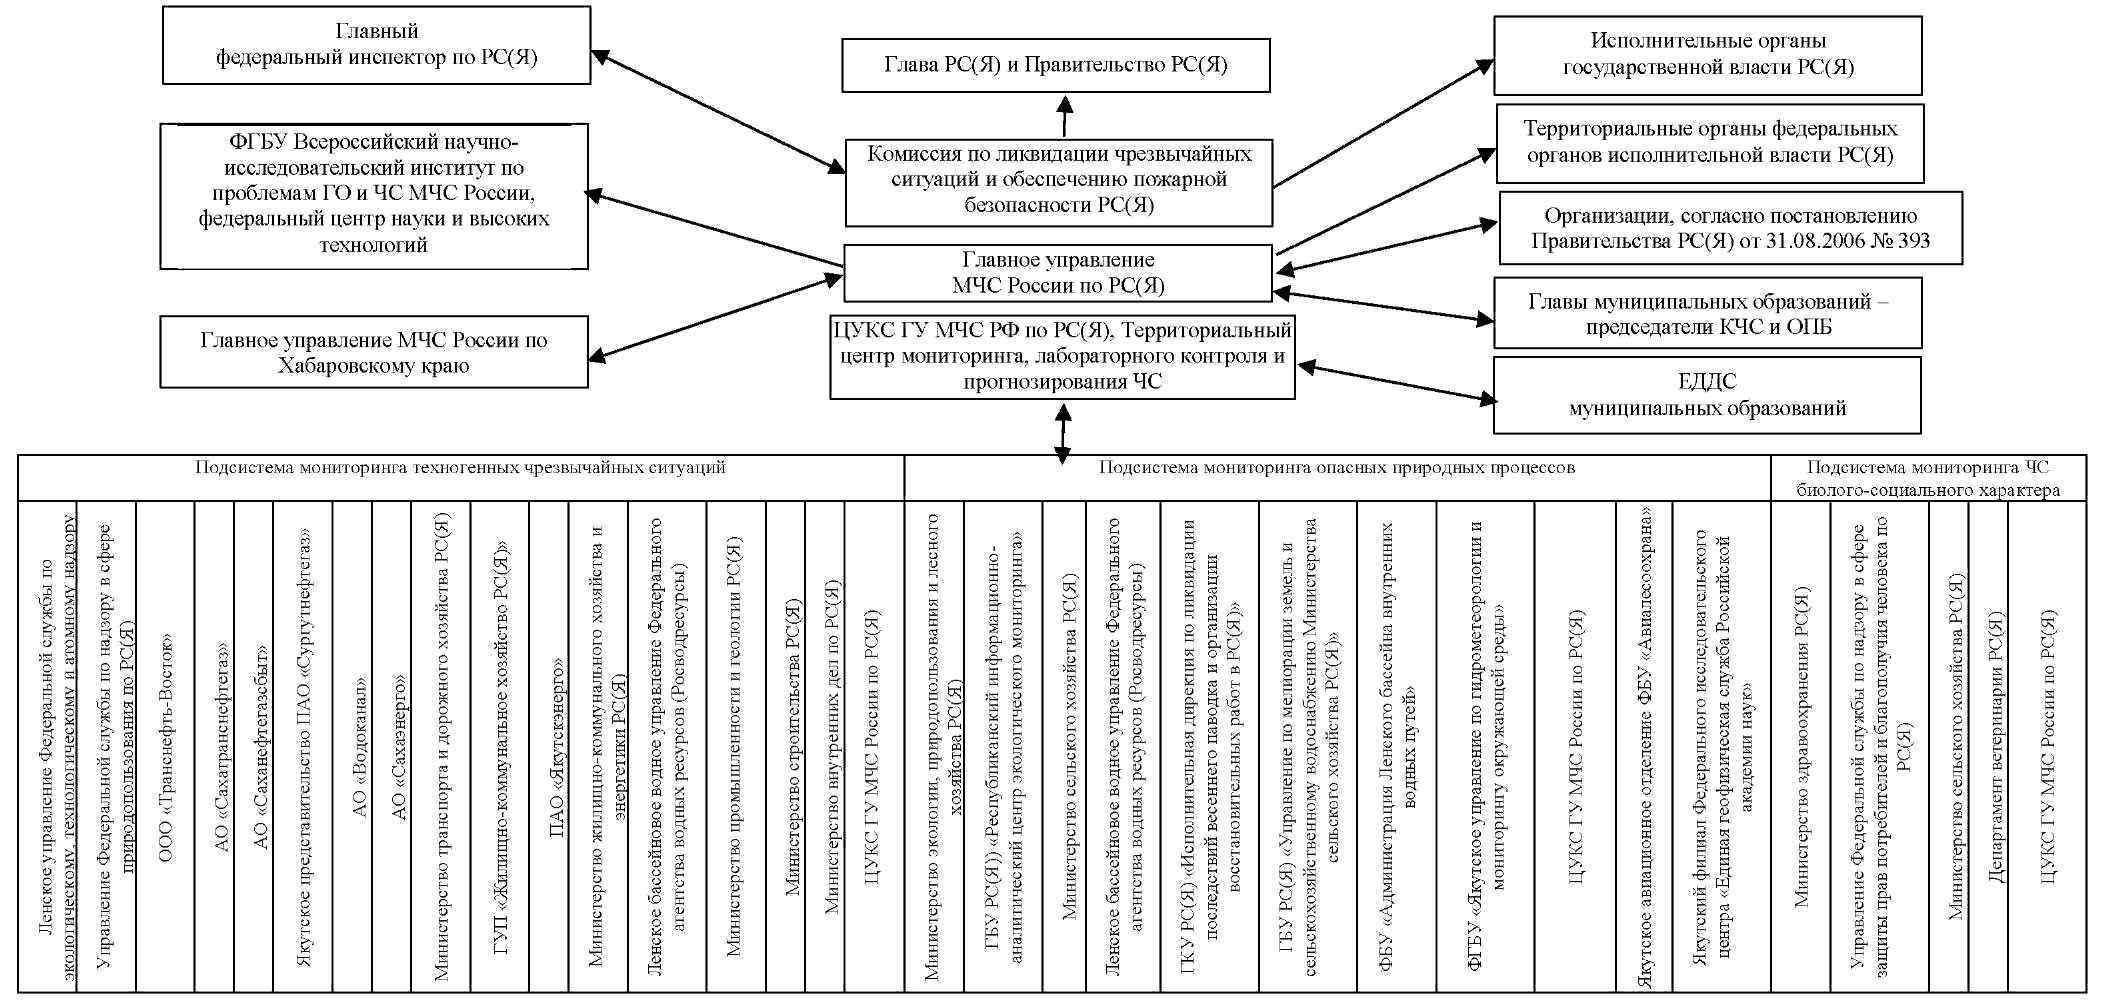 Главный
федеральный инспектор по РС(Я)
ФГБУ Всероссийский научно-
исследовательский институт по
проблемам ГО и ЧС МЧС России,
федеральный центр науки и высоких
технологий
Главное управление МЧС России по
Хабаровскому краю
Глава РС(Я) и Правительство РС(Я)
Комиссия по ликвидации чрезвычайных
ситуаций и обеспечению пожарной
безопасности РС(Я)
Главное управление
МЧС России по РС(Я)
ЦУКС ГУ МЧС РФ по РС(Я), Территориальный
центр мониторинга, лабораторного контроля и
прогнозирования ЧС
Исполнительные органы
государственной власти РС(Я)
Территориальные органы федеральных
органов исполнительной власти РС(Я)
Организации, согласно постановлению
Правительства РС(Я) от 31.08.2006 № 393
Главы муниципальных образований –
председатели КЧС и ОПБ
ЕДДС
муниципальных образований
Подсистема мониторинга техногенных чрезвычайных ситуаций
Ленское управление Федеральной службы по
экологическому, технологическому и атомному надзору
Управление Федеральной службы по надзору в сфере
природопользования по РС(Я)
ООО «Транснефть-Восток»
АО «Сахатранснефтегаз»
АО «Саханефтегазсбыт»
Якутское представительство ПАО «Сургутнефтегаз»
АО «Водоканал»
АО «Сахаэнерго»
Министерство транспорта и дорожного хозяйства РС(Я)
ГУП «Жилищно-коммунальное хозяйство РС(Я)»
ПАО «Якутскэнерго»
Министерство жилищно-коммунального хозяйства и
энергетики РС(Я)
Ленское бассейновое водное управление Федерального
агентства водных ресурсов (Росводресурсы)
Министерство промышленности и геологии РС(Я)
Министерство строительства РС(Я)
Министерство внутренних дел по РС(Я)
ЦУКС ГУ МЧС России по РС(Я)
Подсистема мониторинга опасных природных процессов
Министерство экологии, природопользования и лесного
хозяйства РС(Я)
ГБУ РС(Я)) «Республиканский информационно-
аналитический центр экологического мониторинга»
Министерство сельского хозяйства РС(Я)
Ленское бассейновое водное управление Федерального
агентства водных ресурсов (Росводресурсы)
ГКУ РС(Я) «Исполнительная дирекция по ликвидации
последствий весеннего паводка и организации
восстановительных работ в РС(Я)»
ГБУ РС(Я) «Управление по мелиорации земель и
сельскохозяйственному водоснабжению Министерства
сельского хозяйства РС(Я)»
ФБУ «Администрация Ленского бассейна внутренних
водных путей»
ФГБУ «Якутское управление по гидрометеорологии и
мониторингу окружающей среды»
ЦУКС ГУ МЧС России по РС(Я)
Якутское авиационное отделение ФБУ «Авиалесоохрана»
Якутский филиал Федерального исследовательского
центра «Единая геофизическая служба Российской
академии наук»
Подсистема мониторинга ЧС
биолого-социального характера
Министерство здравоохранения РС(Я)
Управление Федеральной службы по надзору в сфере
защиты прав потребителей и благополучия человека по
РС(Я)
Министерство сельского хозяйства РС(Я)
Департамент ветеринарии РС(Я)
ЦУКС ГУ МЧС России по РС(Я)